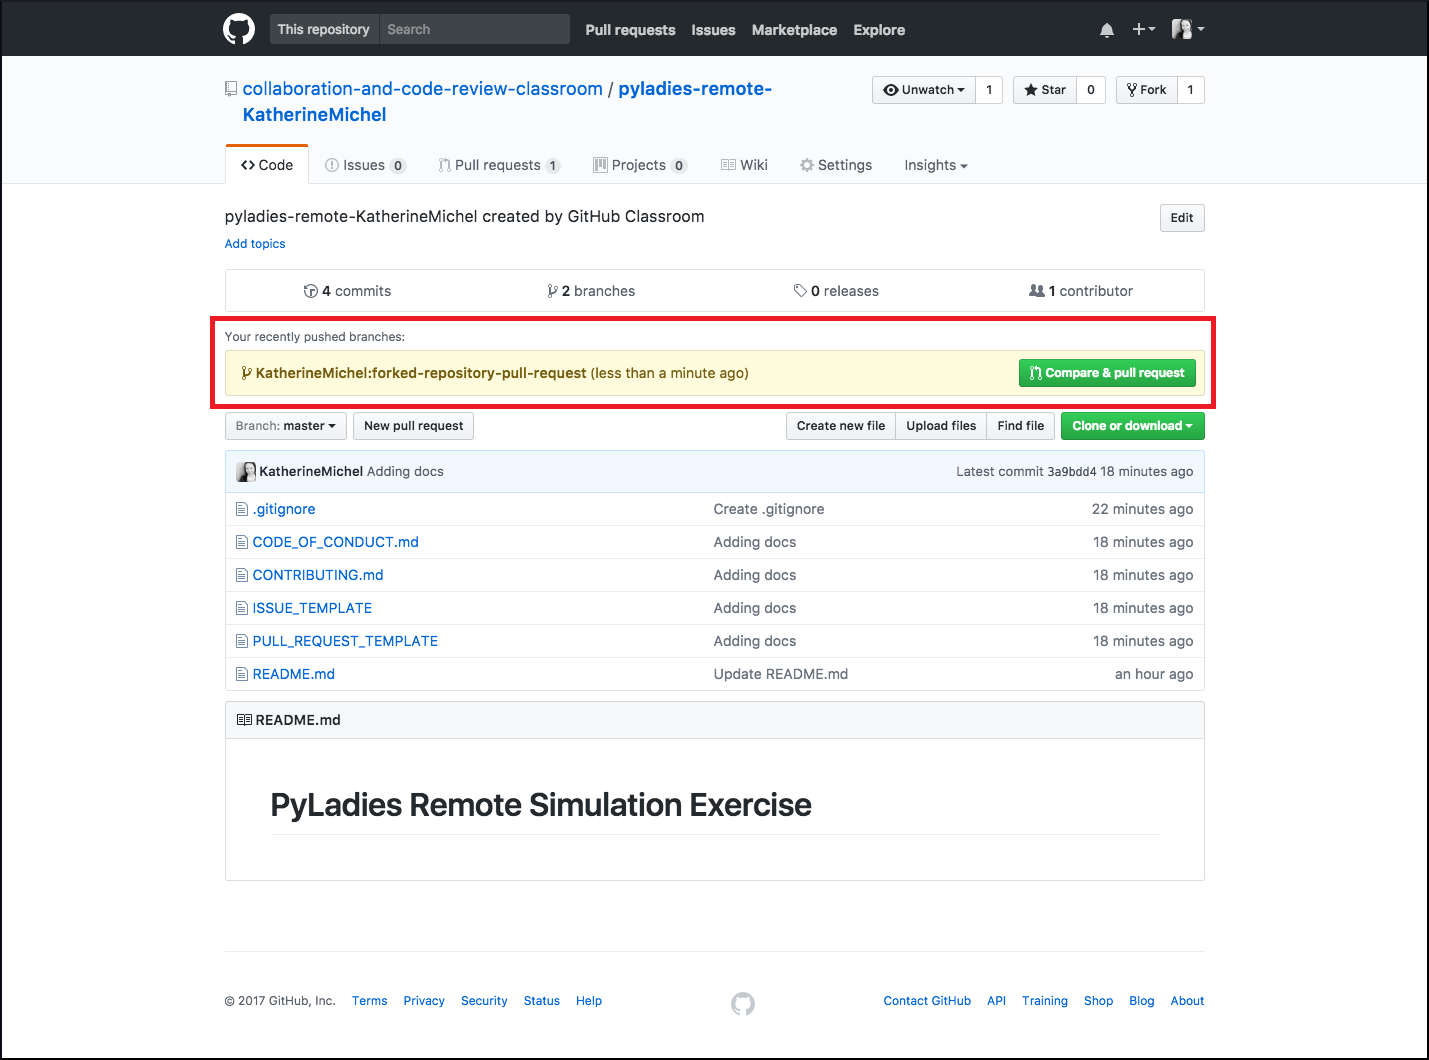 This repository Search Pull requests Issues Marketplace Explore
collaboration-and-code-review-classroom / pyladies-remote-
KatherineMichel
Unwatch 1 Star 0 Fork 1
Code Issues 0 Pull requests 1 Projects 0 Wiki Settings Insights
pyladies-remote-KatherineMichel created by GitHub Classroom
Edit
Add topics
4 commits 2 branches 0 releases 1 contributor
Your recently pushed branches:
KatherineMichel:forked-repository-pull-request (less than a minute ago) Compare & pull request
Branch: master New pull request Create new file Upload files Find file Clone or download
KatherineMichel Adding docs Latest commit 3a9bdd4 18 minutes ago
.gitignore Create .gitignore 22 minutes ago
CODE_OF_CONDUCT.md Adding docs 18 minutes ago
CONTRIBUTING.md Adding docs 18 minutes ago
ISSUE_TEMPLATE Adding docs 18 minutes ago
PULL_REQUEST_TEMPLATE Adding docs 18 minutes ago
README.md Update README.md an hour ago
README.md
PyLadies Remote Simulation Exercise
© 2017 GitHub, Inc. Terms Privacy Security Status Help Contact GitHub API Training Shop Blog About